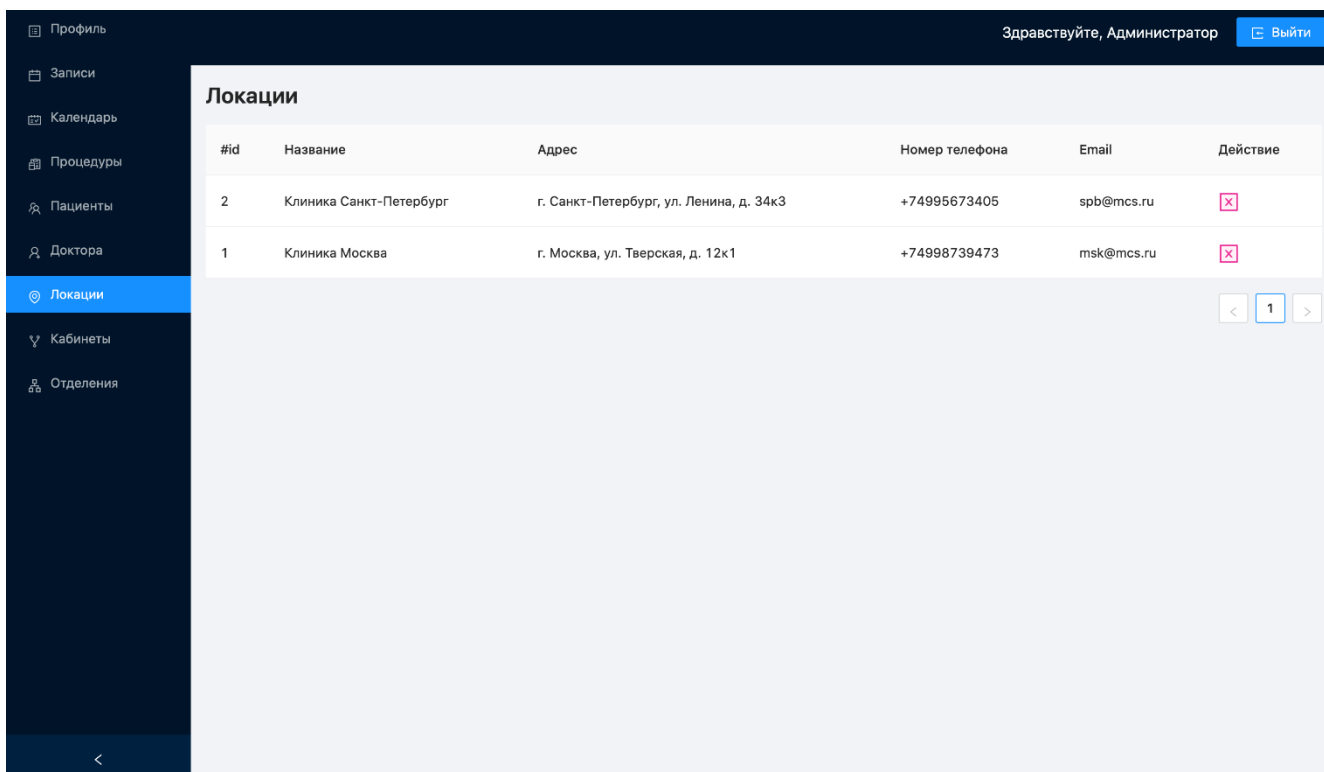 Профиль
Здравствуйте, Администратор
Выйти
Записи
Календарь
Процедуры
Пациенты
Доктора
Локации
Кабинеты
Отделения
Локации
#id Название Адрес Номер телефона Email Действие
2 Клиника Санкт-Петербург г. Санкт-Петербург, ул. Ленина, д. 34к3 +74995673405 spb@mcs.ru
1 Клиника Москва г. Москва, ул. Тверская, д. 12к1 +74998739473 msk@mcs.ru
< 1 >
<